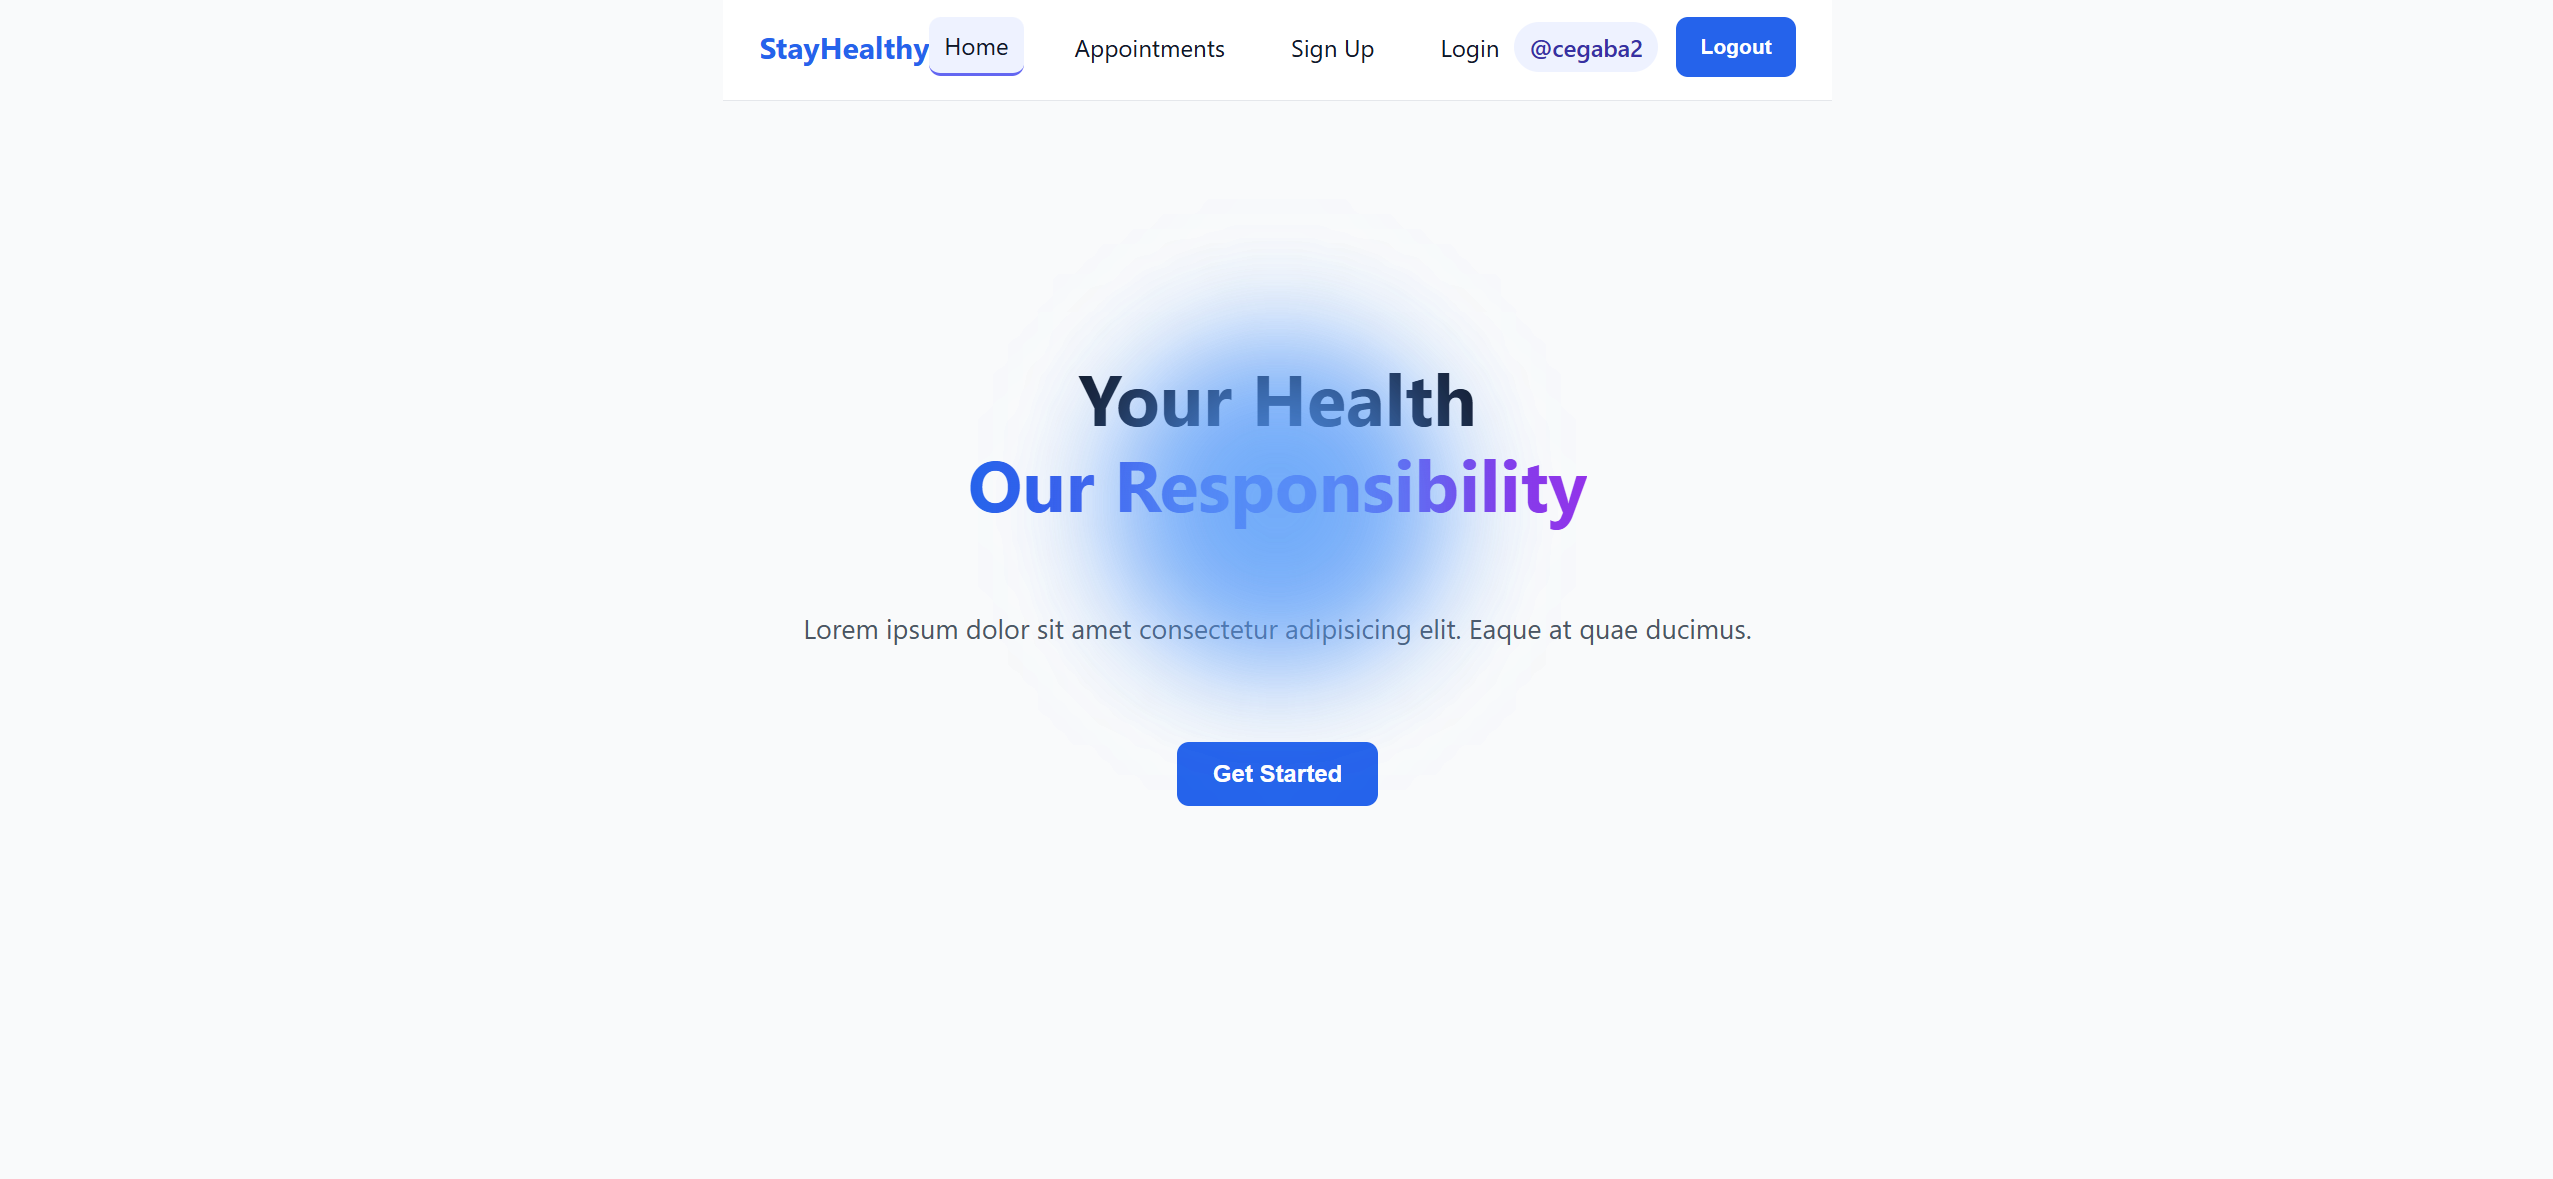 StayHealthy Home Appointments Sign Up Login @cegaba2 Logout
Your Health
Our Responsibility
Lorem ipsum dolor sit amet consectetur adipisicing elit. Eaque at quae ducimus.
Get Started